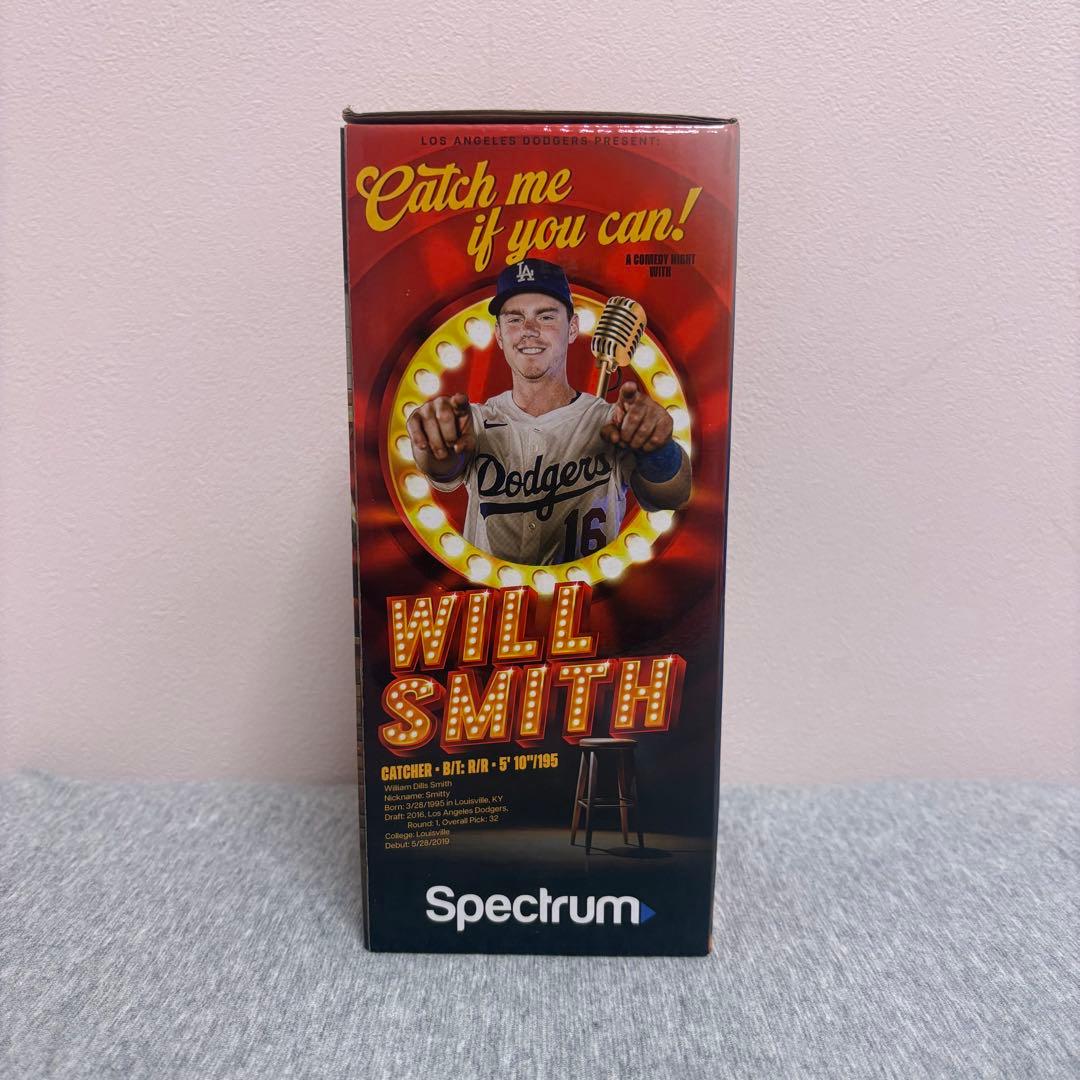 LOS ANGELES DODGERS PRESENT:
Catch me
if you can!
A COMEDY NIGHT
WITH
LA
Dodgers
16
WILL
SMITH
CATCHER • B/T: R/R • 5' 10"/195
William Dills Smith
Nickname: Smitty
Born: 3/28/1995 in Louisville, KY
Draft: 2016, Los Angeles Dodgers,
Round: 1, Overall Pick: 32
College: Louisville
Debut: 5/28/2019
Spectrum